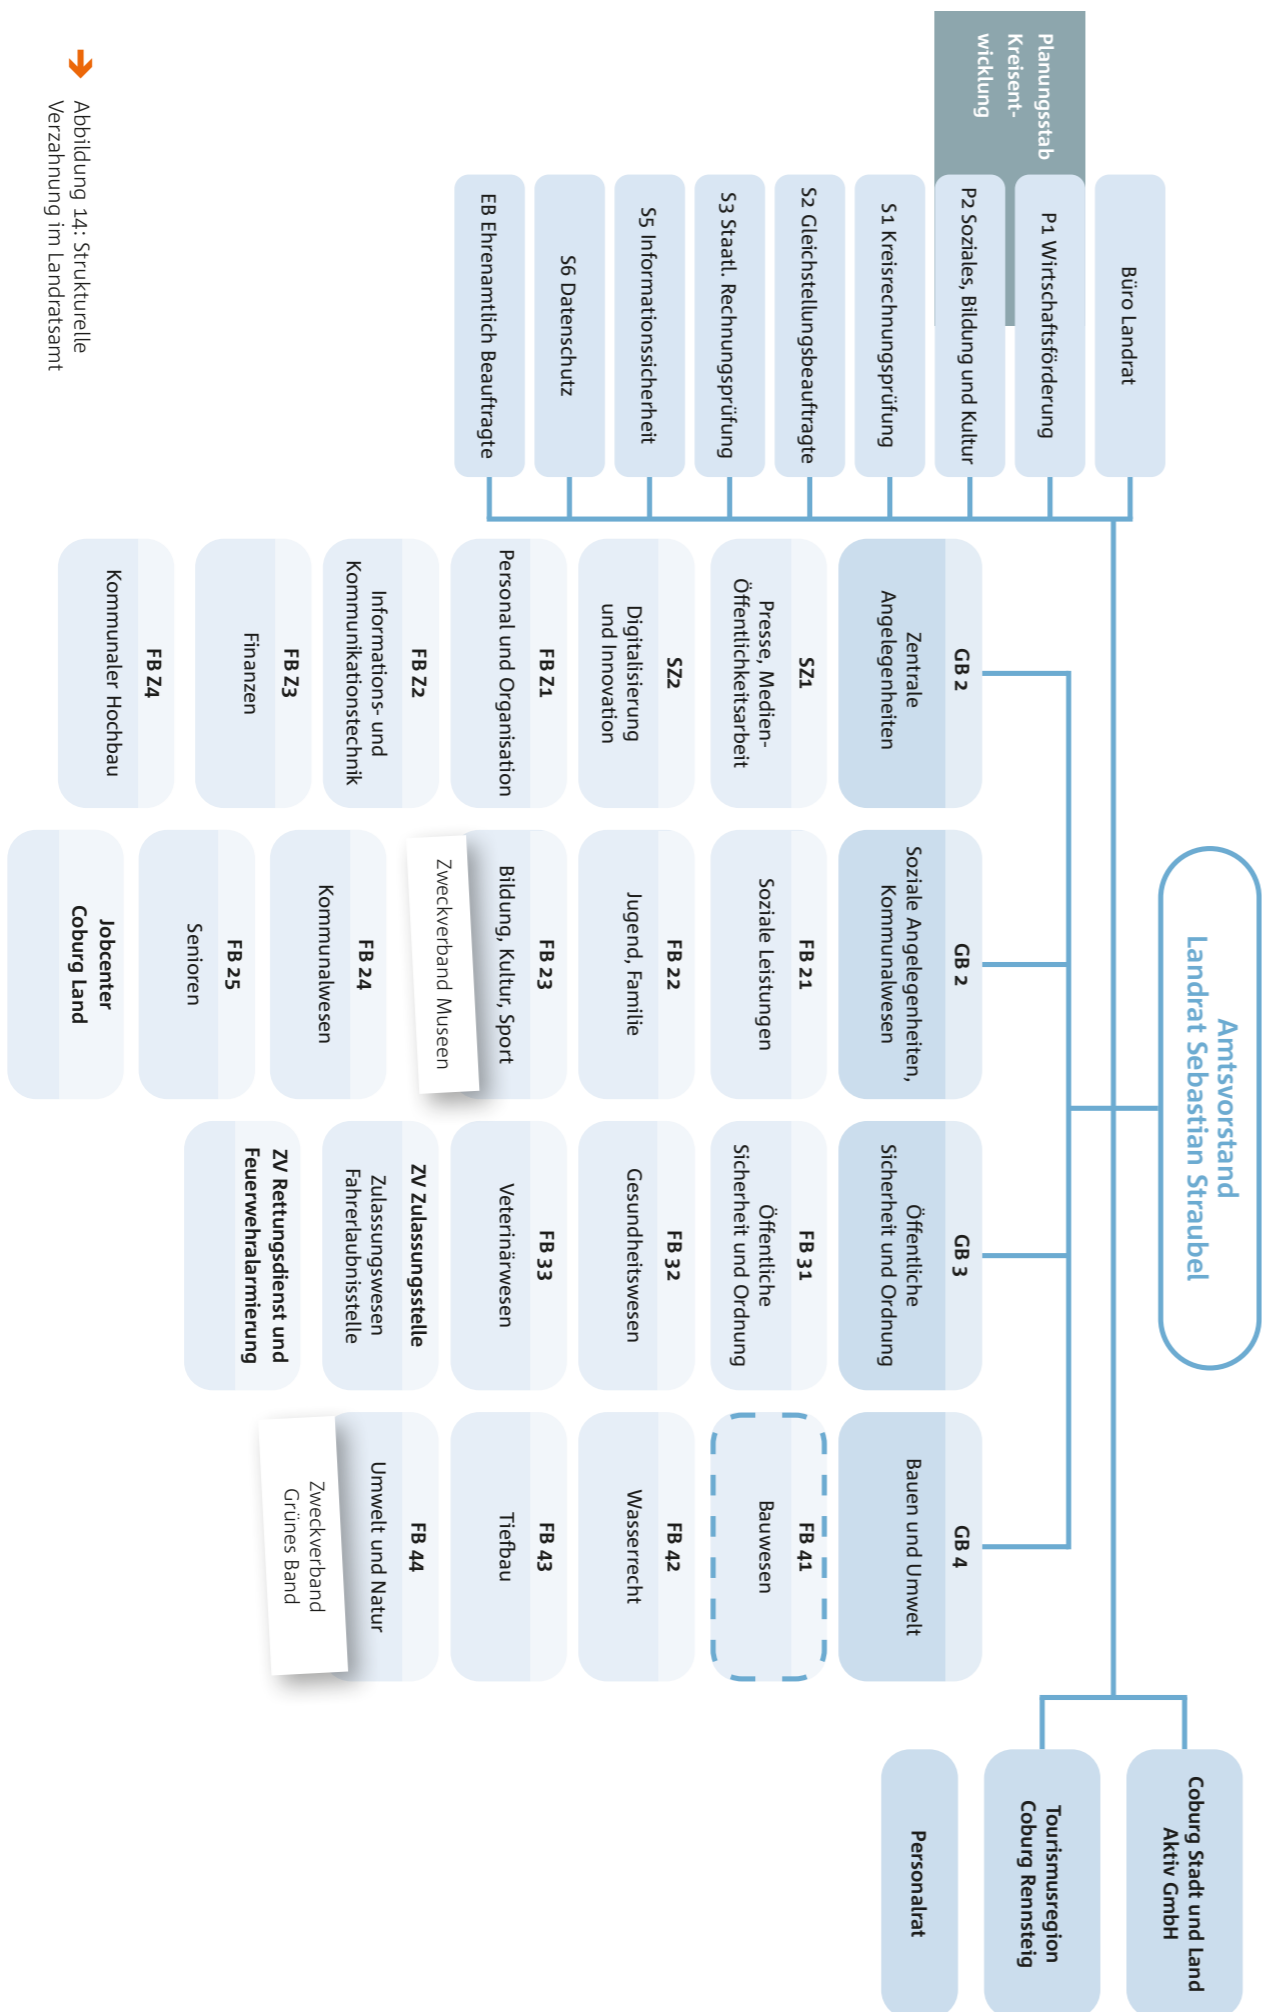 Amtsvorstand
Landrat Sebastian Straubel
Planungsstab
Kreisent-
wicklung
Büro Landrat
P1 Wirtschaftsförderung
P2 Soziales, Bildung und Kultur
S1 Kreisrechnungsprüfung
S2 Gleichstellungsbeauftragte
S3 Staatl. Rechnungsprüfung
S5 Informationssicherheit
S6 Datenschutz
EB Ehrenamtlich Beauftragte
GB 2
Zentrale
Angelegenheiten
SZ1
Presse, Medien-
Öffentlichkeitsarbeit
SZ2
Digitalisierung
und Innovation
FB Z1
Personal und Organisation
FB Z2
Informations- und
Kommunikationstechnik
FB Z3
Finanzen
FB Z4
Kommunaler Hochbau
GB 2
Soziale Angelegenheiten,
Kommunalwesen
FB 21
Soziale Leistungen
FB 22
Jugend, Familie
FB 23
Bildung, Kultur, Sport
Zweckverband Museen
FB 24
Kommunalwesen
FB 25
Senioren
Jobcenter
Coburg Land
GB 3
Öffentliche
Sicherheit und Ordnung
FB 31
Öffentliche
Sicherheit und Ordnung
FB 32
Gesundheitswesen
FB 33
Veterinärwesen
ZV Zulassungsstelle
Zulassungswesen
Fahrerlaubnisstelle
ZV Rettungsdienst und
Feuerwehralarmierung
GB 4
Bauen und Umwelt
FB 41
Bauwesen
FB 42
Wasserrecht
FB 43
Tiefbau
FB 44
Umwelt und Natur
Zweckverband
Grünes Band
Coburg Stadt und Land
Aktiv GmbH
Tourismusregion
Coburg Rennsteig
Personalrat
Abbildung 14: Strukturelle
Verzahnung im Landratsamt